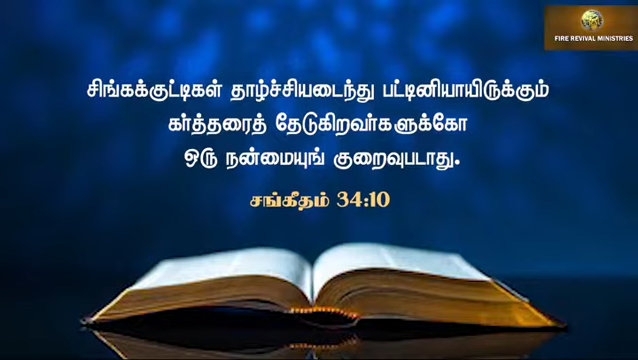 FIRE REVIVAL MINISTRIES
சிங்கக்குட்டிகள் தாழ்ச்சியடைந்து பட்டினியாயிருக்கும்
கர்த்தரைத் தேடுகிறவர்களுக்கோ
ஒரு நன்மையுங் குறைவுபடாது.
சங்கீதம் 34:10